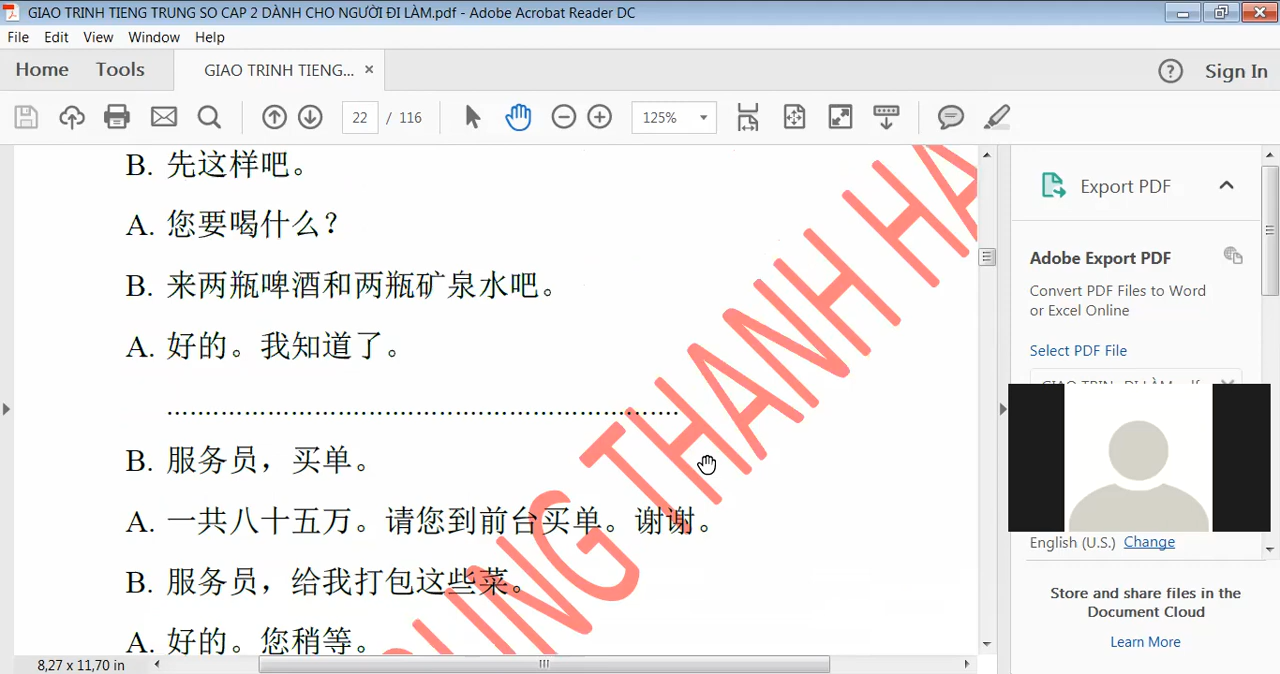 GIAO TRINH TIENG TRUNG SO CAP 2 DÀNH CHO NGƯỜI ĐI LÀM.pdf - Adobe Acrobat Reader DC
File Edit View Window Help
Home Tools GIAO TRINH TIENG... × ? Sign In
22 / 116 125%
B. 先这样吧。
A. 您要喝什么？
B. 来两瓶啤酒和两瓶矿泉水吧。
A. 好的。我知道了。
........................................................
B. 服务员，买单。
A. 一共八十五万。请您到前台买单。谢谢。
B. 服务员，给我打包这些菜。
A. 好的。您稍等。
UNG THANH HA
8,27 x 11,70 in
Export PDF
Adobe Export PDF
Convert PDF Files to Word
or Excel Online
Select PDF File
English (U.S.) Change
Store and share files in the
Document Cloud
Learn More